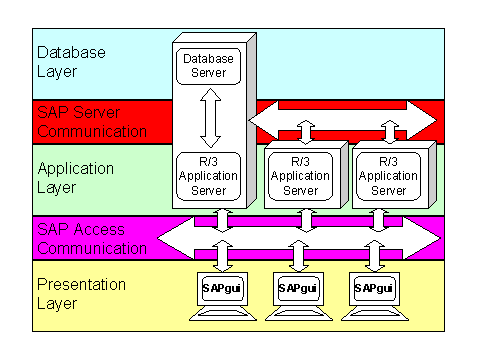 Database
Layer
Database
Server
SAP Server
Communication
Application
Layer
R/3
Application
Server
R/3
Application
Server
R/3
Application
Server
SAP Access
Communication
Presentation
Layer
SAPgui
SAPgui
SAPgui